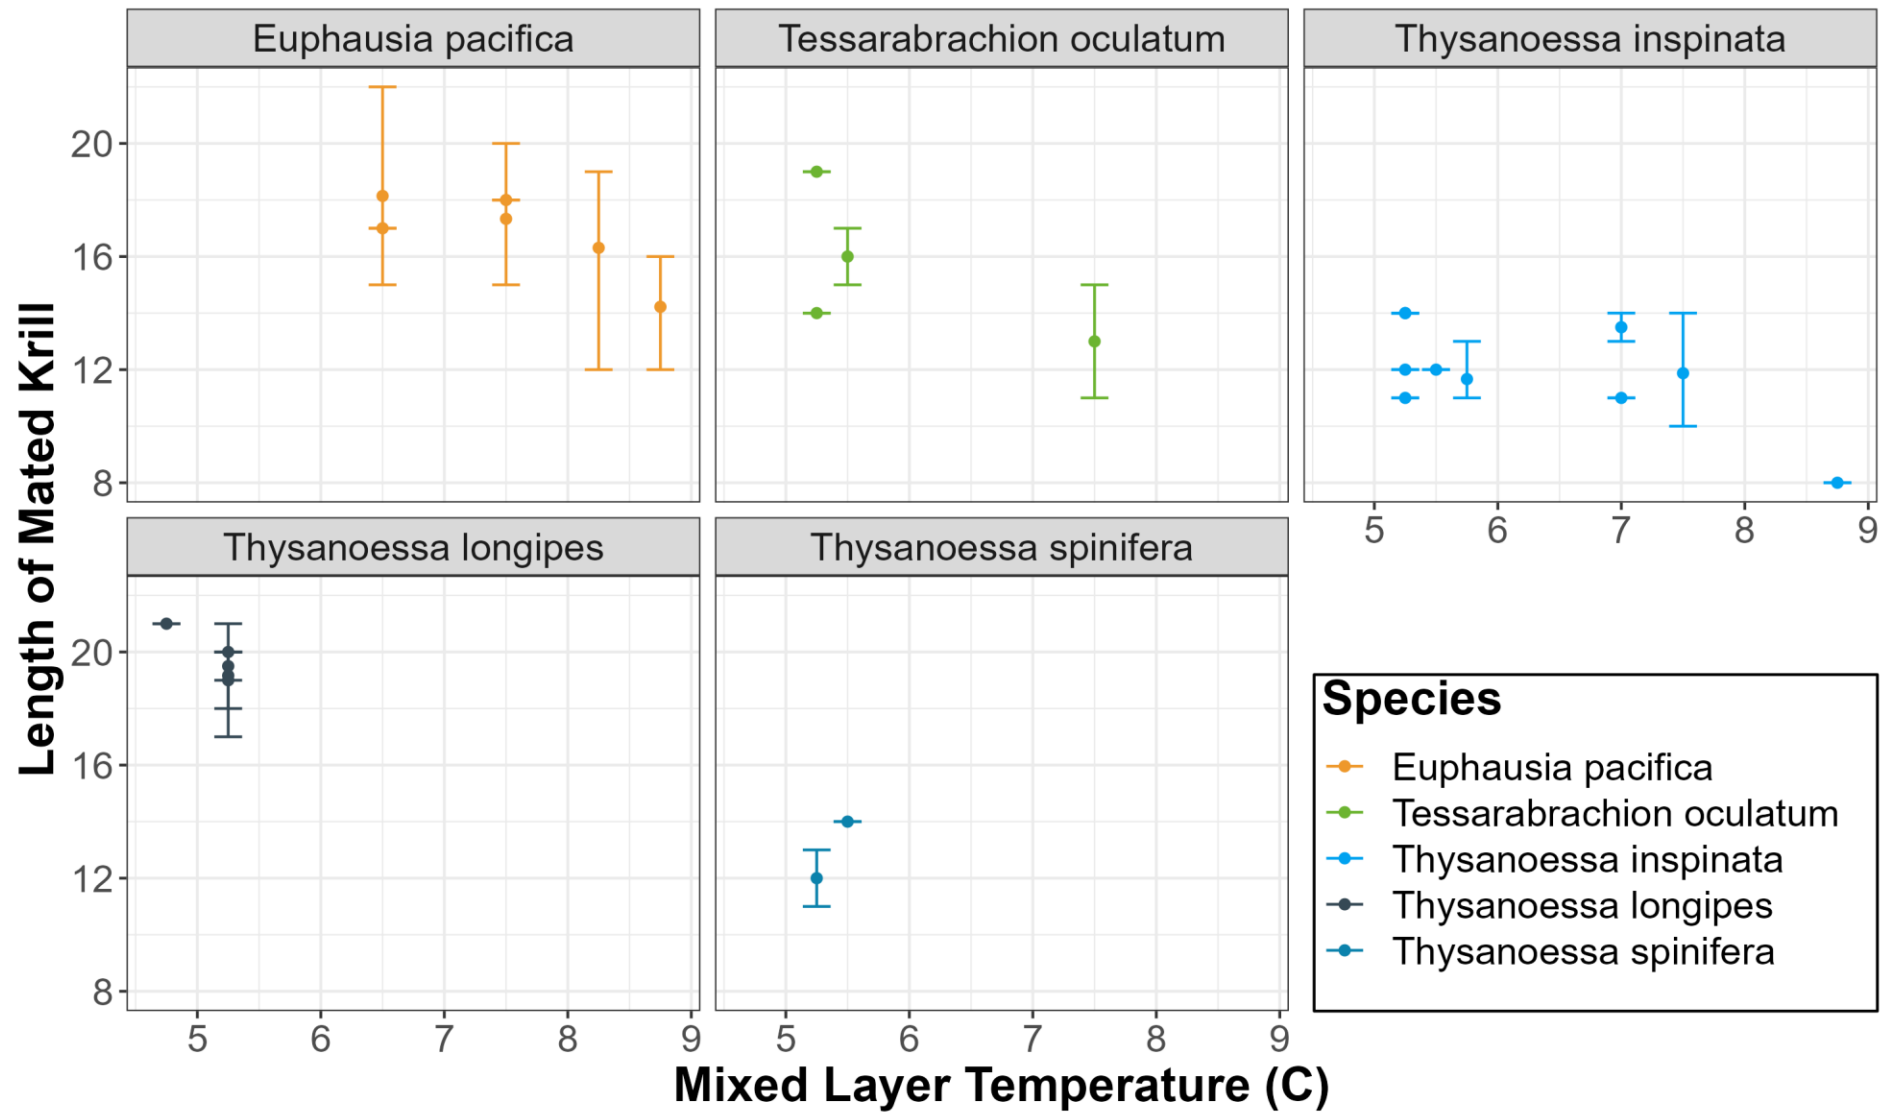 Euphausia pacifica
Tessarabrachion oculatum
Thysanoessa inspinata
20
16
12
8
5 6 7 8 9
Thysanoessa longipes
Thysanoessa spinifera
20
16
12
8
5 6 7 8 9
5 6 7 8 9
Length of Mated Krill
Mixed Layer Temperature (C)
Species
Euphausia pacifica
Tessarabrachion oculatum
Thysanoessa inspinata
Thysanoessa longipes
Thysanoessa spinifera